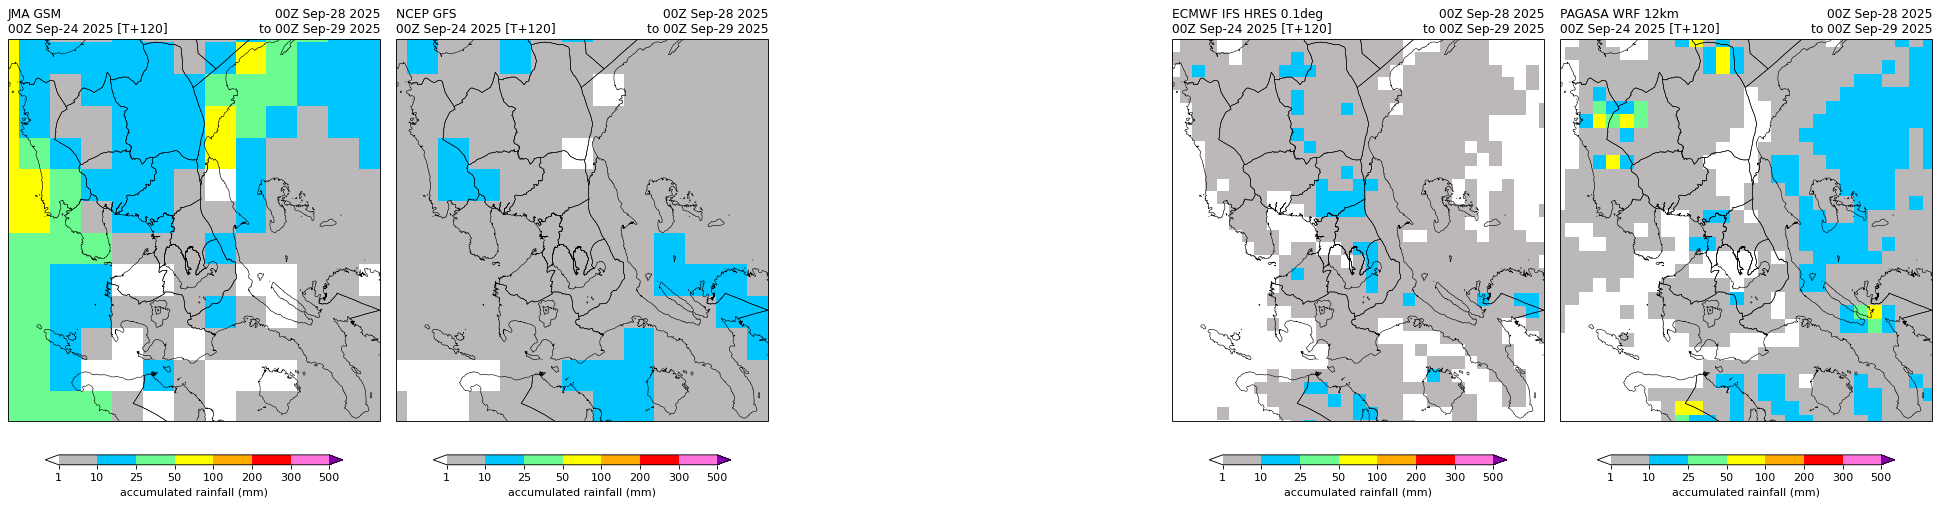 JMA GSM 00Z Sep-28 2025
00Z Sep-24 2025 [T+120] to 00Z Sep-29 2025
1 10 25 50 100 200 300 500
accumulated rainfall (mm)
NCEP GFS 00Z Sep-28 2025
00Z Sep-24 2025 [T+120] to 00Z Sep-29 2025
1 10 25 50 100 200 300 500
accumulated rainfall (mm)
ECMWF IFS HRES 0.1deg 00Z Sep-28 2025
00Z Sep-24 2025 [T+120] to 00Z Sep-29 2025
1 10 25 50 100 200 300 500
accumulated rainfall (mm)
PAGASA WRF 12km 00Z Sep-28 2025
00Z Sep-24 2025 [T+120] to 00Z Sep-29 2025
1 10 25 50 100 200 300 500
accumulated rainfall (mm)